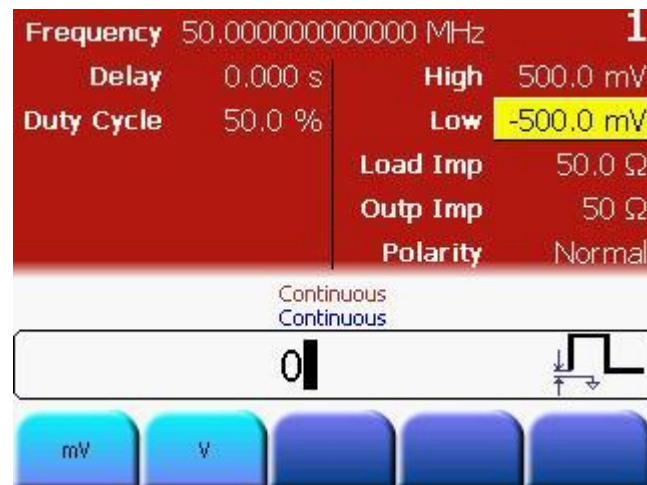 Frequency 50.000000000000 MHz 1
Delay 0.000 s High 500.0 mV
Duty Cycle 50.0 % Low -500.0 mV
Load Imp 50.0 Ω
Outp Imp 50 Ω
Polarity Normal
Continuous
Continuous
0
mV V